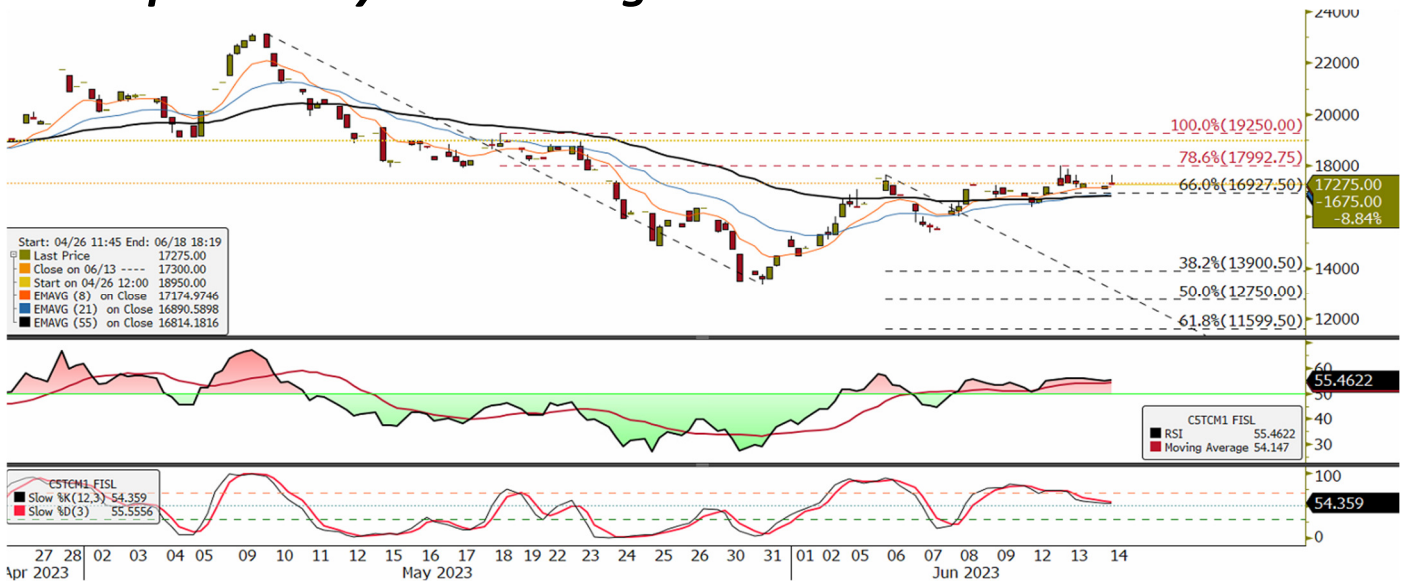 24000
22000
20000
18000
14000
12000
100.0%(19250.00)
78.6%(17992.75)
66.0%(16927.50)
38.2%(13900.50)
50.0%(12750.00)
61.8%(11599.50)
17275.00
-1675.00
-8.84%
Start: 04/26 11:45 End: 06/18 18:19
Last Price 17275.00
Close on 06/13 ---- 17300.00
Start on 04/26 12:00 18950.00
EMAVG (8) on Close 17174.9746
EMAVG (21) on Close 16890.5898
EMAVG (55) on Close 16814.1816
60
55.4622
50
40
30
CSTCM1 FISL
RSI 55.4622
Moving Average 54.147
CSTCM1 FISL
Slow %K(12,3) 54.359
Slow %D(3) 55.5556
100
54.359
0
27 28 02 03 04 05 09 10 11 12 15 16 17 18 19 22 23 24 25 26 30 31 01 02 05 06 07 08 09 12 13 14
Apr 2023 May 2023 Jun 2023